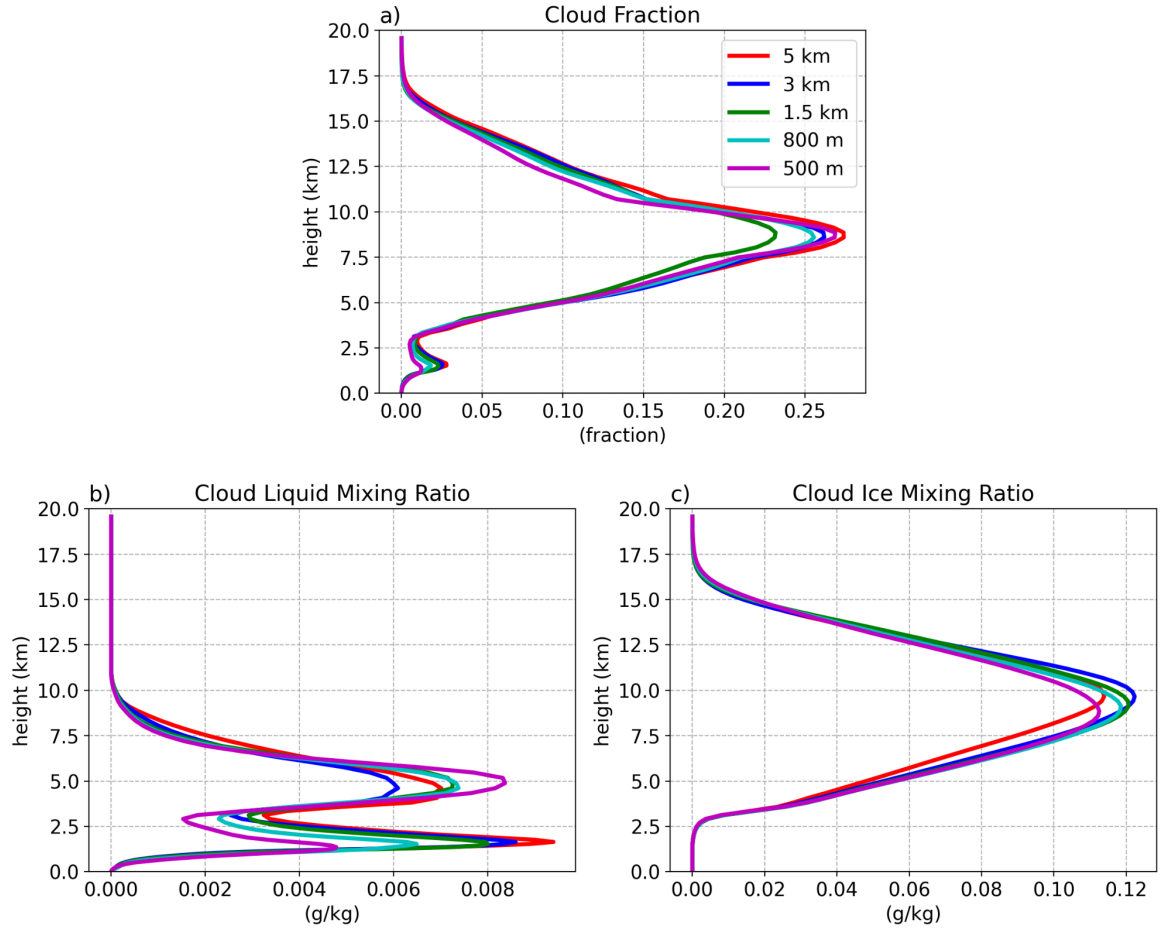 a) Cloud Fraction
20.0
17.5
15.0
12.5
10.0
7.5
5.0
2.5
0.0
height (km)
5 km
3 km
1.5 km
800 m
500 m
0.00 0.05 0.10 0.15 0.20 0.25
(fraction)
b) Cloud Liquid Mixing Ratio
20.0
17.5
15.0
12.5
10.0
7.5
5.0
2.5
0.0
height (km)
0.000 0.002 0.004 0.006 0.008
(g/kg)
c) Cloud Ice Mixing Ratio
20.0
17.5
15.0
12.5
10.0
7.5
5.0
2.5
0.0
height (km)
0.00 0.02 0.04 0.06 0.08 0.10 0.12
(g/kg)